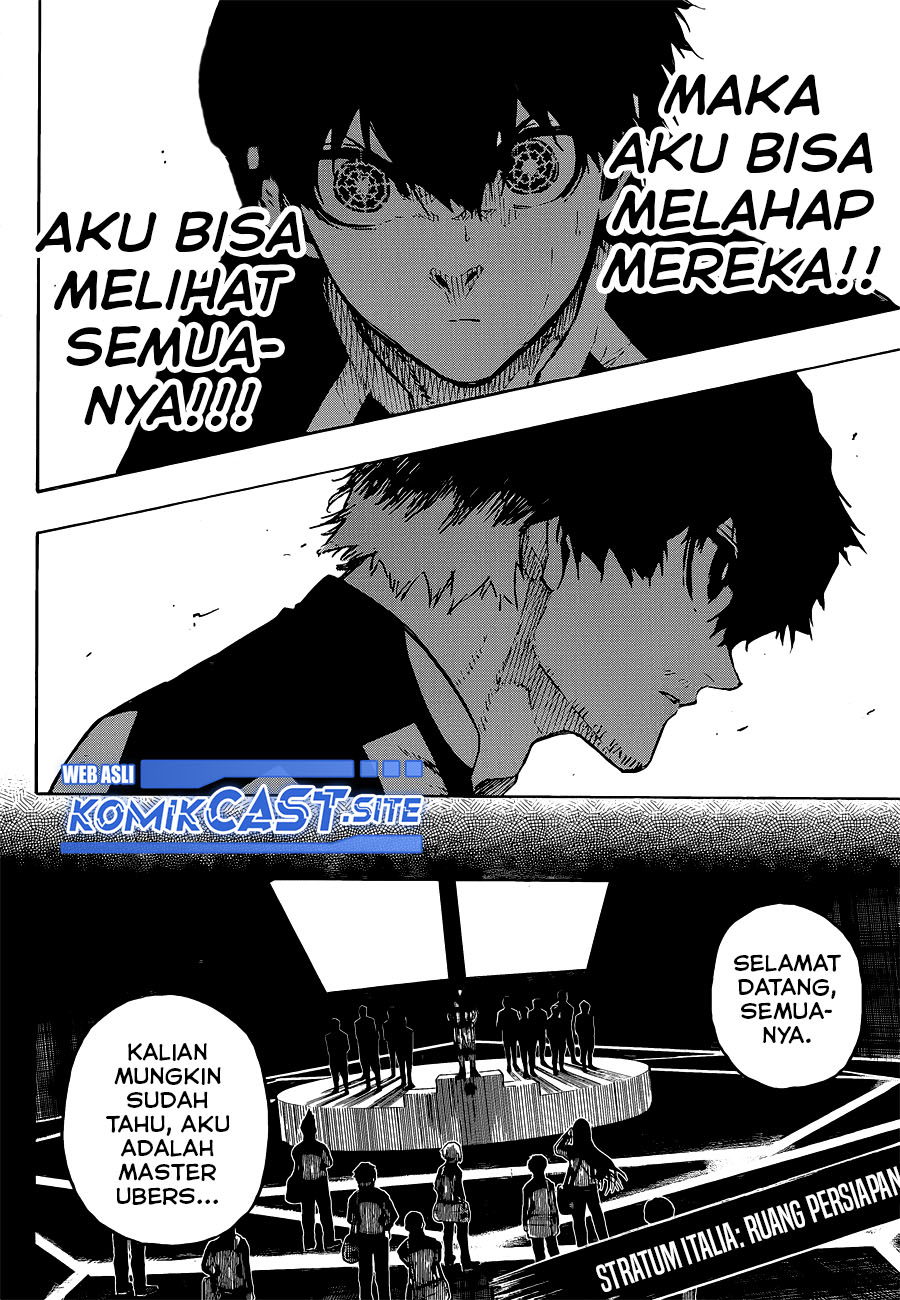 MAKA
AKU BISA
MELAHAP
MEREKA!!
AKU BISA
MELIHAT
SEMUA-
NYA!!!
WEB ASLI
KOMIKCAST.SITE
SELAMAT
DATANG,
SEMUA-
NYA.
KALIAN
MUNGKIN
SUDAH
TAHU, AKU
ADALAH
MASTER
UBERS...
STRATUM ITALIA: RUANG PERSIAPAN